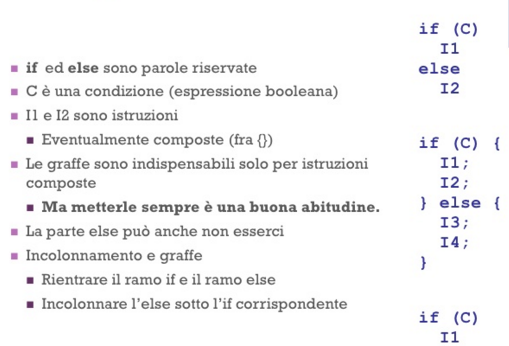 if ed else sono parole riservate
C è una condizione (espressione booleana)
I1 e I2 sono istruzioni
Eventualmente composte (fra {})
Le graffe sono indispensabili solo per istruzioni
composte
Ma metterle sempre è una buona abitudine.
La parte else può anche non esserci
Incolonnamento e graffe
Rientrare il ramo if e il ramo else
Incolonnare l'else sotto l'if corrispondente
if (C)
I1
else
I2
if (C) {
I1;
I2;
} else {
I3;
I4;
}
if (C)
I1